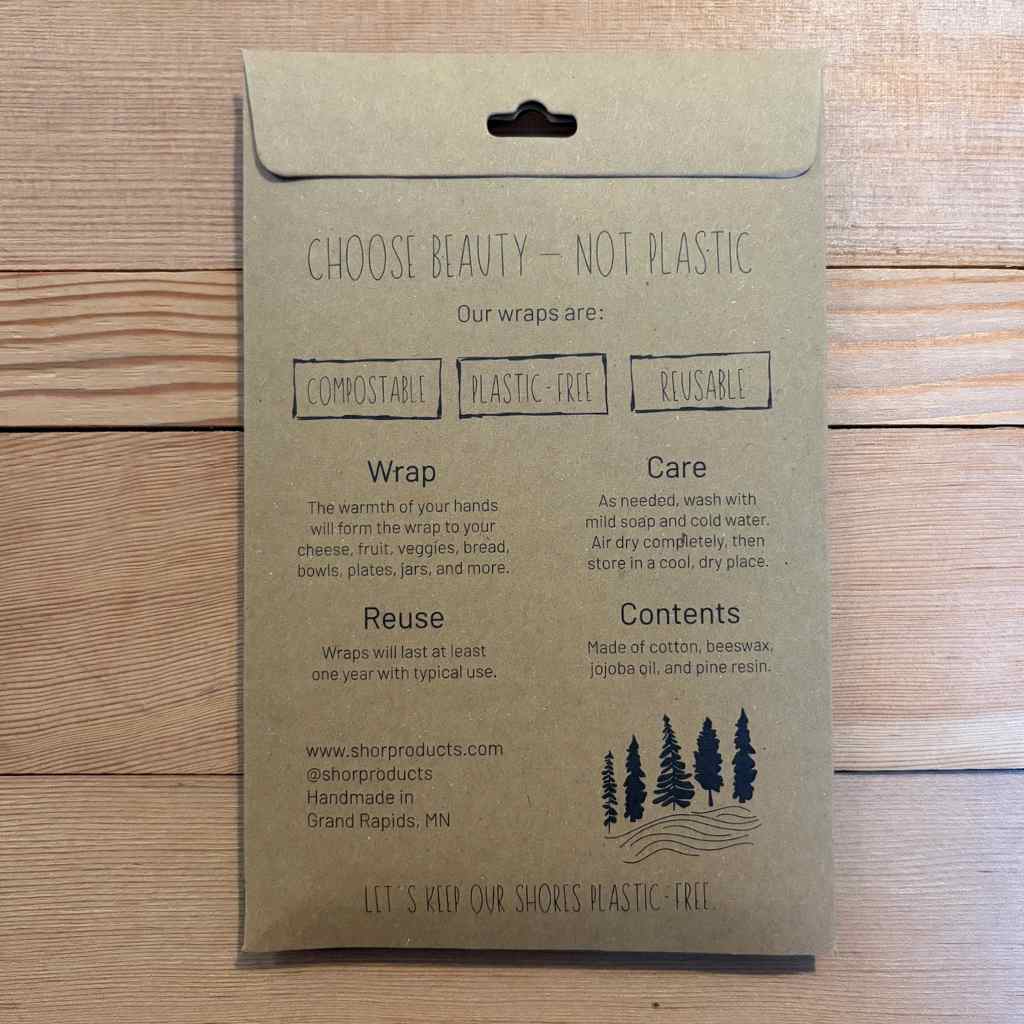 CHOOSE BEAUTY – NOT PLASTIC
Our wraps are:
COMPOSTABLE
PLASTIC-FREE
REUSABLE
Wrap
The warmth of your hands
will form the wrap to your
cheese, fruit, veggies, bread,
bowls, plates, jars, and more.
Care
As needed, wash with
mild soap and cold water.
Air dry completely, then
store in a cool, dry place.
Reuse
Wraps will last at least
one year with typical use.
Contents
Made of cotton, beeswax,
jojoba oil, and pine resin.
www.shorproducts.com
@shorproducts
Handmade in
Grand Rapids, MN
LET'S KEEP OUR SHORES PLASTIC-FREE.